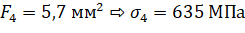 F₄ = 5,7 мм² ⇨ σ₄ = 635 МПа